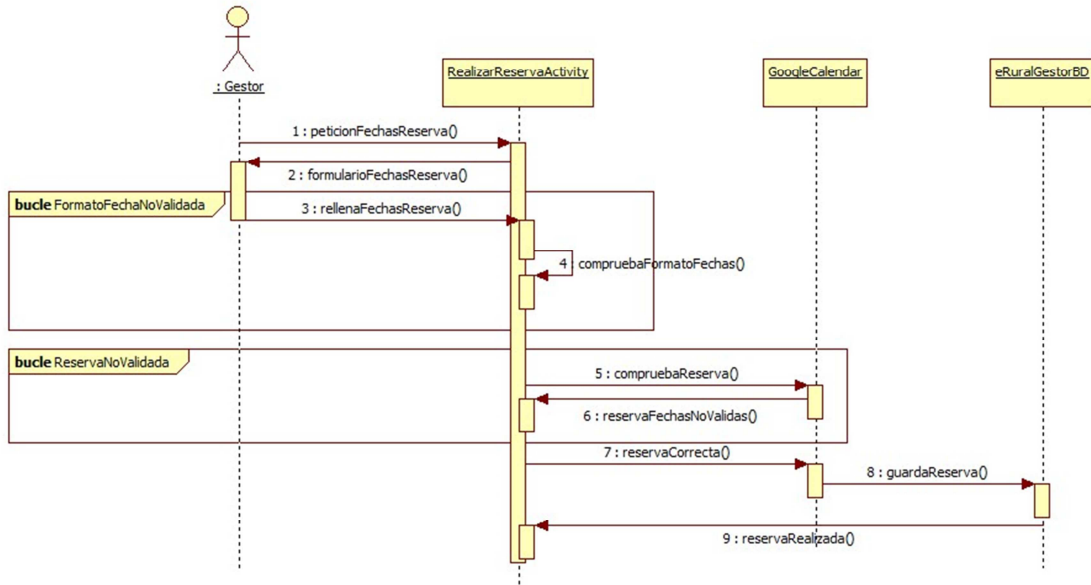 : Gestor
RealizarReservaActivity
GoogleCalendar
eRuralGestorBD
1 : peticionFechasReserva()
2 : formularioFechasReserva()
bucle FormatoFechaNoValidada
3 : rellenaFechasReserva()
4 : compruebaFormatoFechas()
bucle ReservaNoValidada
5 : compruebaReserva()
6 : reservaFechasNoValidas()
7 : reservaCorrecta()
8 : guardaReserva()
9 : reservaRealizada()